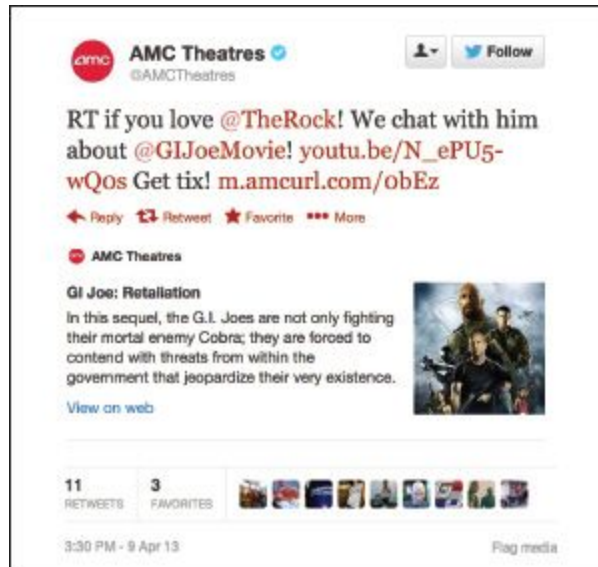 amc
AMC Theatres
Follow
@AMCTheatres
RT if you love @TheRock! We chat with him
about @GIJoeMovie! youtu.be/N_ePU5-
wQ0s Get tix! m.amcurl.com/0bEz
Reply Retweet Favorite More
AMC Theatres
GI Joe: Retaliation
In this sequel, the G.I. Joes are not only fighting
their mortal enemy Cobra; they are forced to
contend with threats from within the
government that jeopardize their very existence.
View on web
11 3
RETWEETS FAVORITES
3:30 PM - 9 Apr 13 Flag media